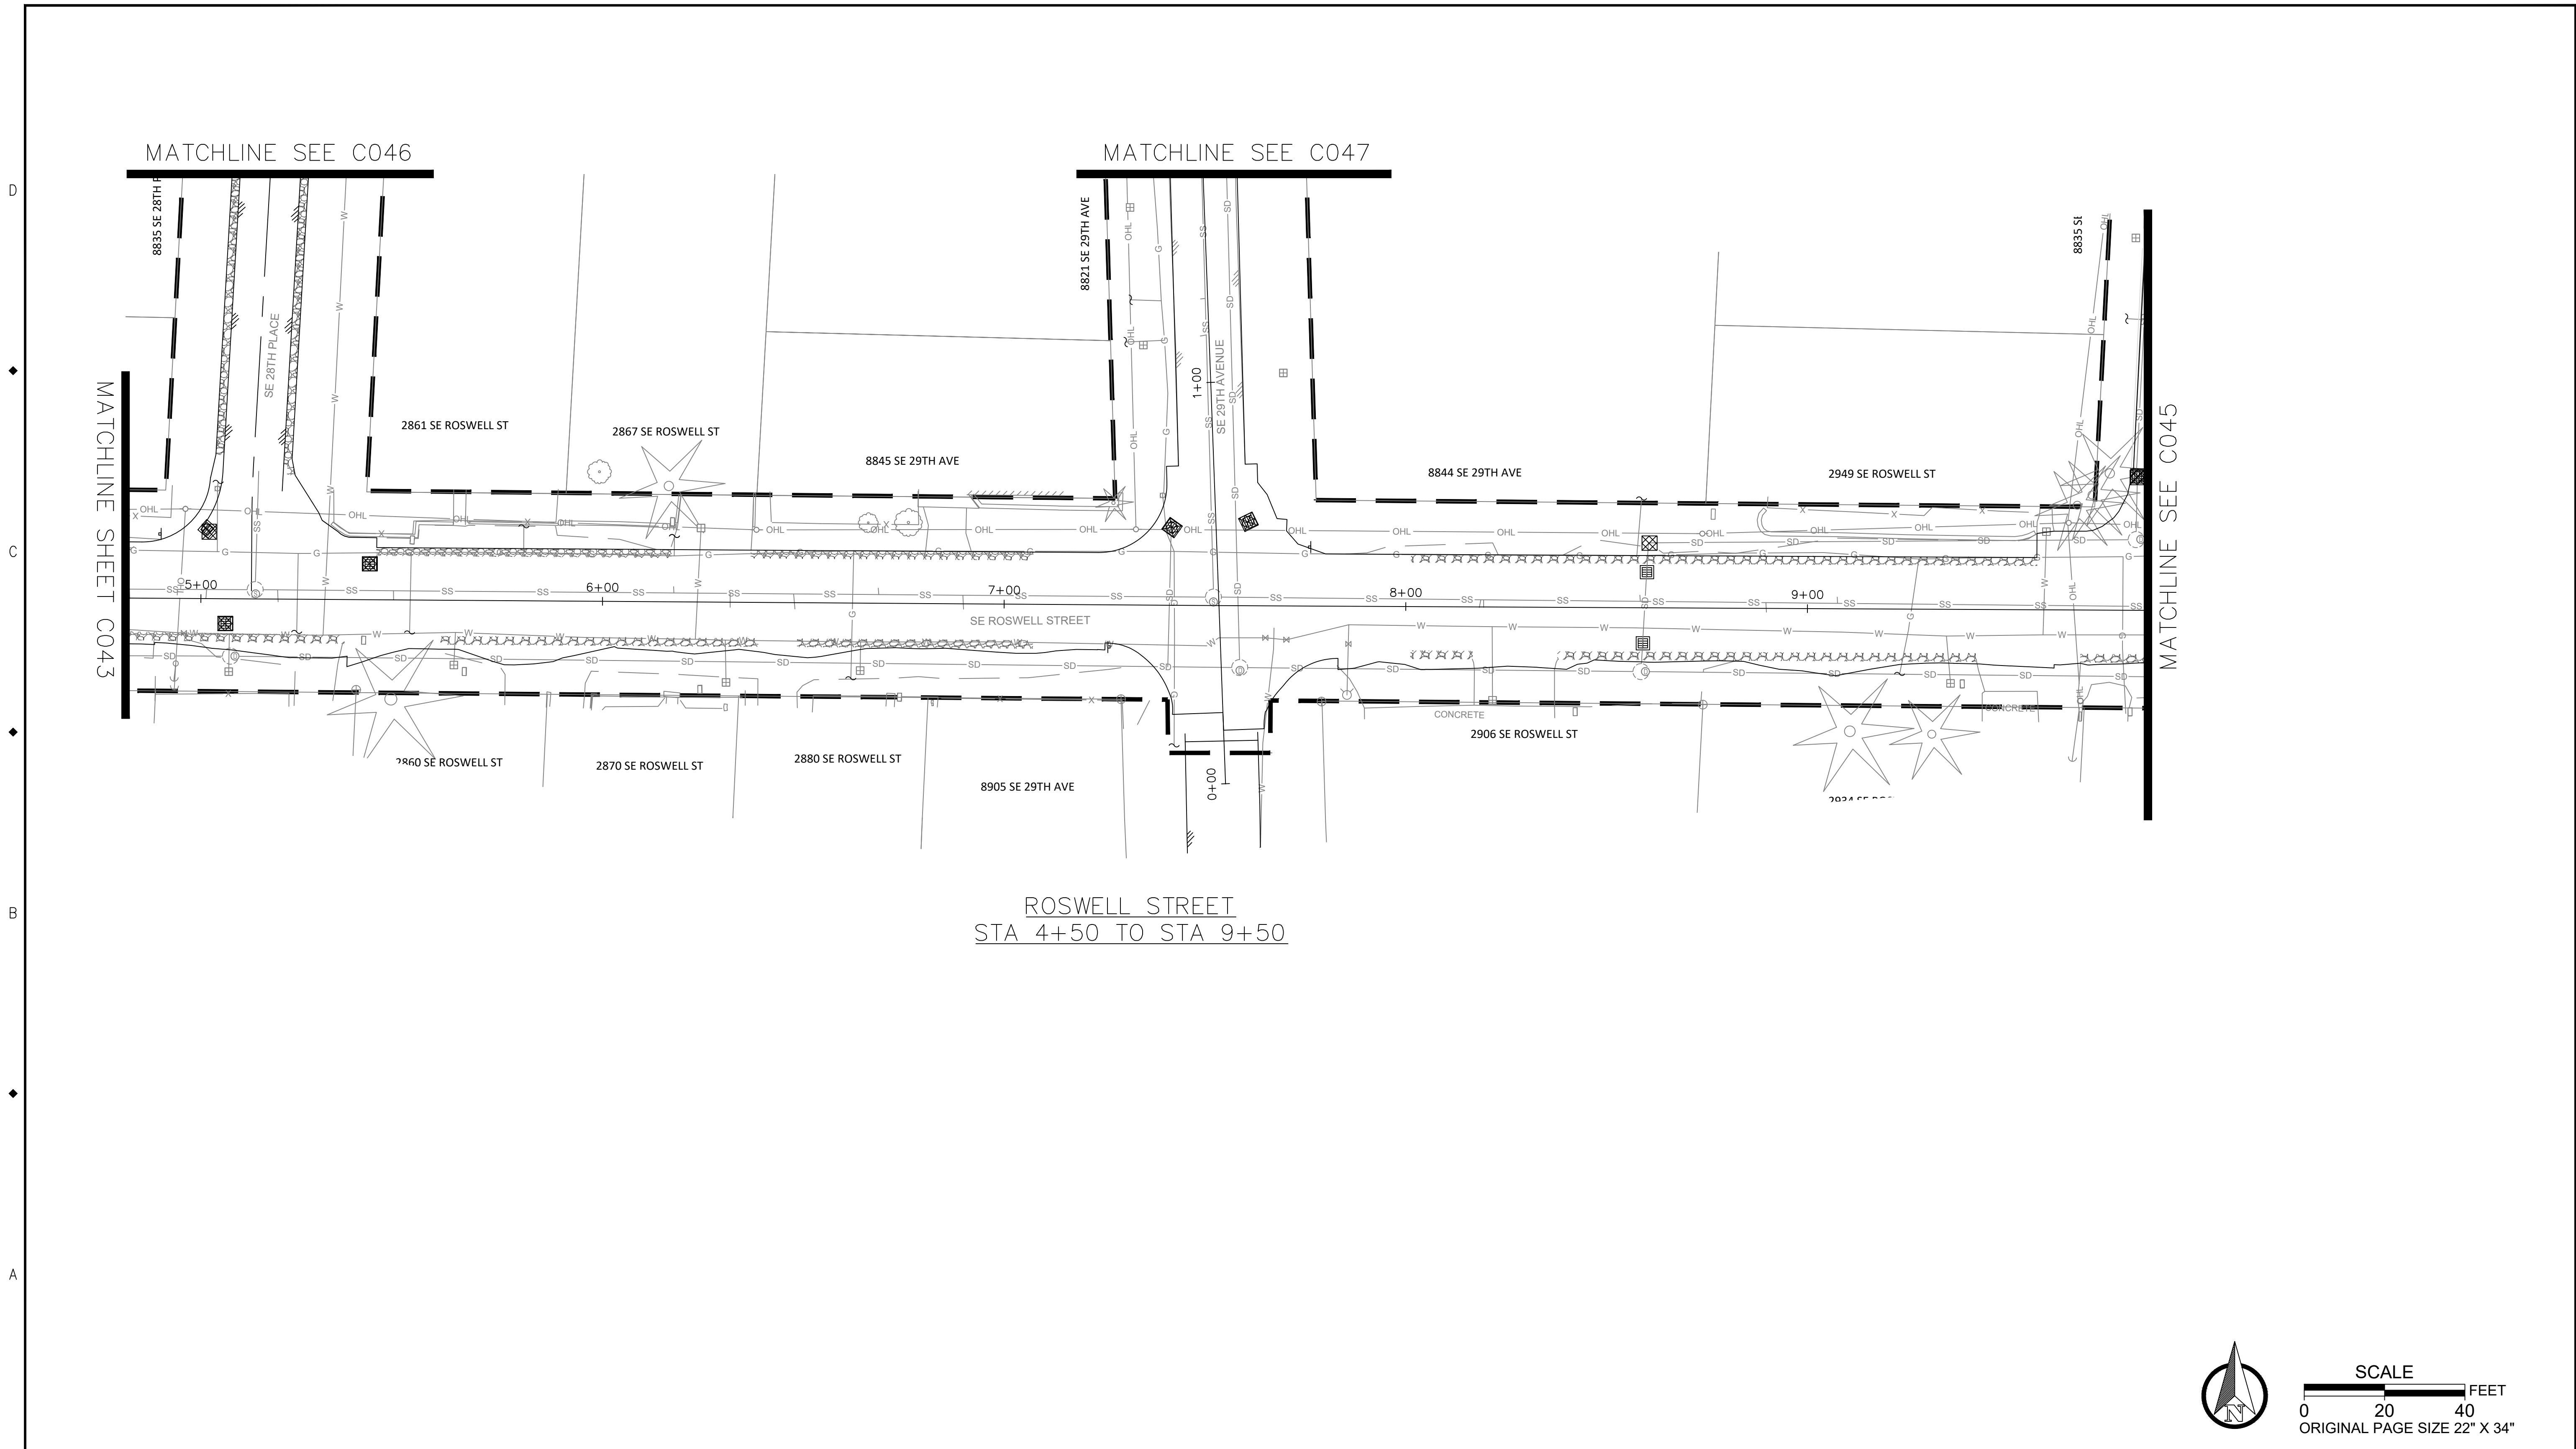 MATCHLINE SEE C046
MATCHLINE SEE C047
D
8835 SE 28TH
8821 SE 29TH AVE
8835 SE
SE 28TH PLACE
SE 29TH AVENUE
1+00
MATCHLINE SHEET C043
MATCHLINE SEE C045
2861 SE ROSWELL ST
2867 SE ROSWELL ST
8845 SE 29TH AVE
8844 SE 29TH AVE
2949 SE ROSWELL ST
C
5+00
6+00
7+00
8+00
9+00
SE ROSWELL STREET
CONCRETE
CONCRETE
2860 SE ROSWELL ST
2870 SE ROSWELL ST
2880 SE ROSWELL ST
8905 SE 29TH AVE
2906 SE ROSWELL ST
0+00
B
ROSWELL STREET
STA 4+50 TO STA 9+50
A
SCALE
FEET
0 20 40
N
ORIGINAL PAGE SIZE 22" X 34"